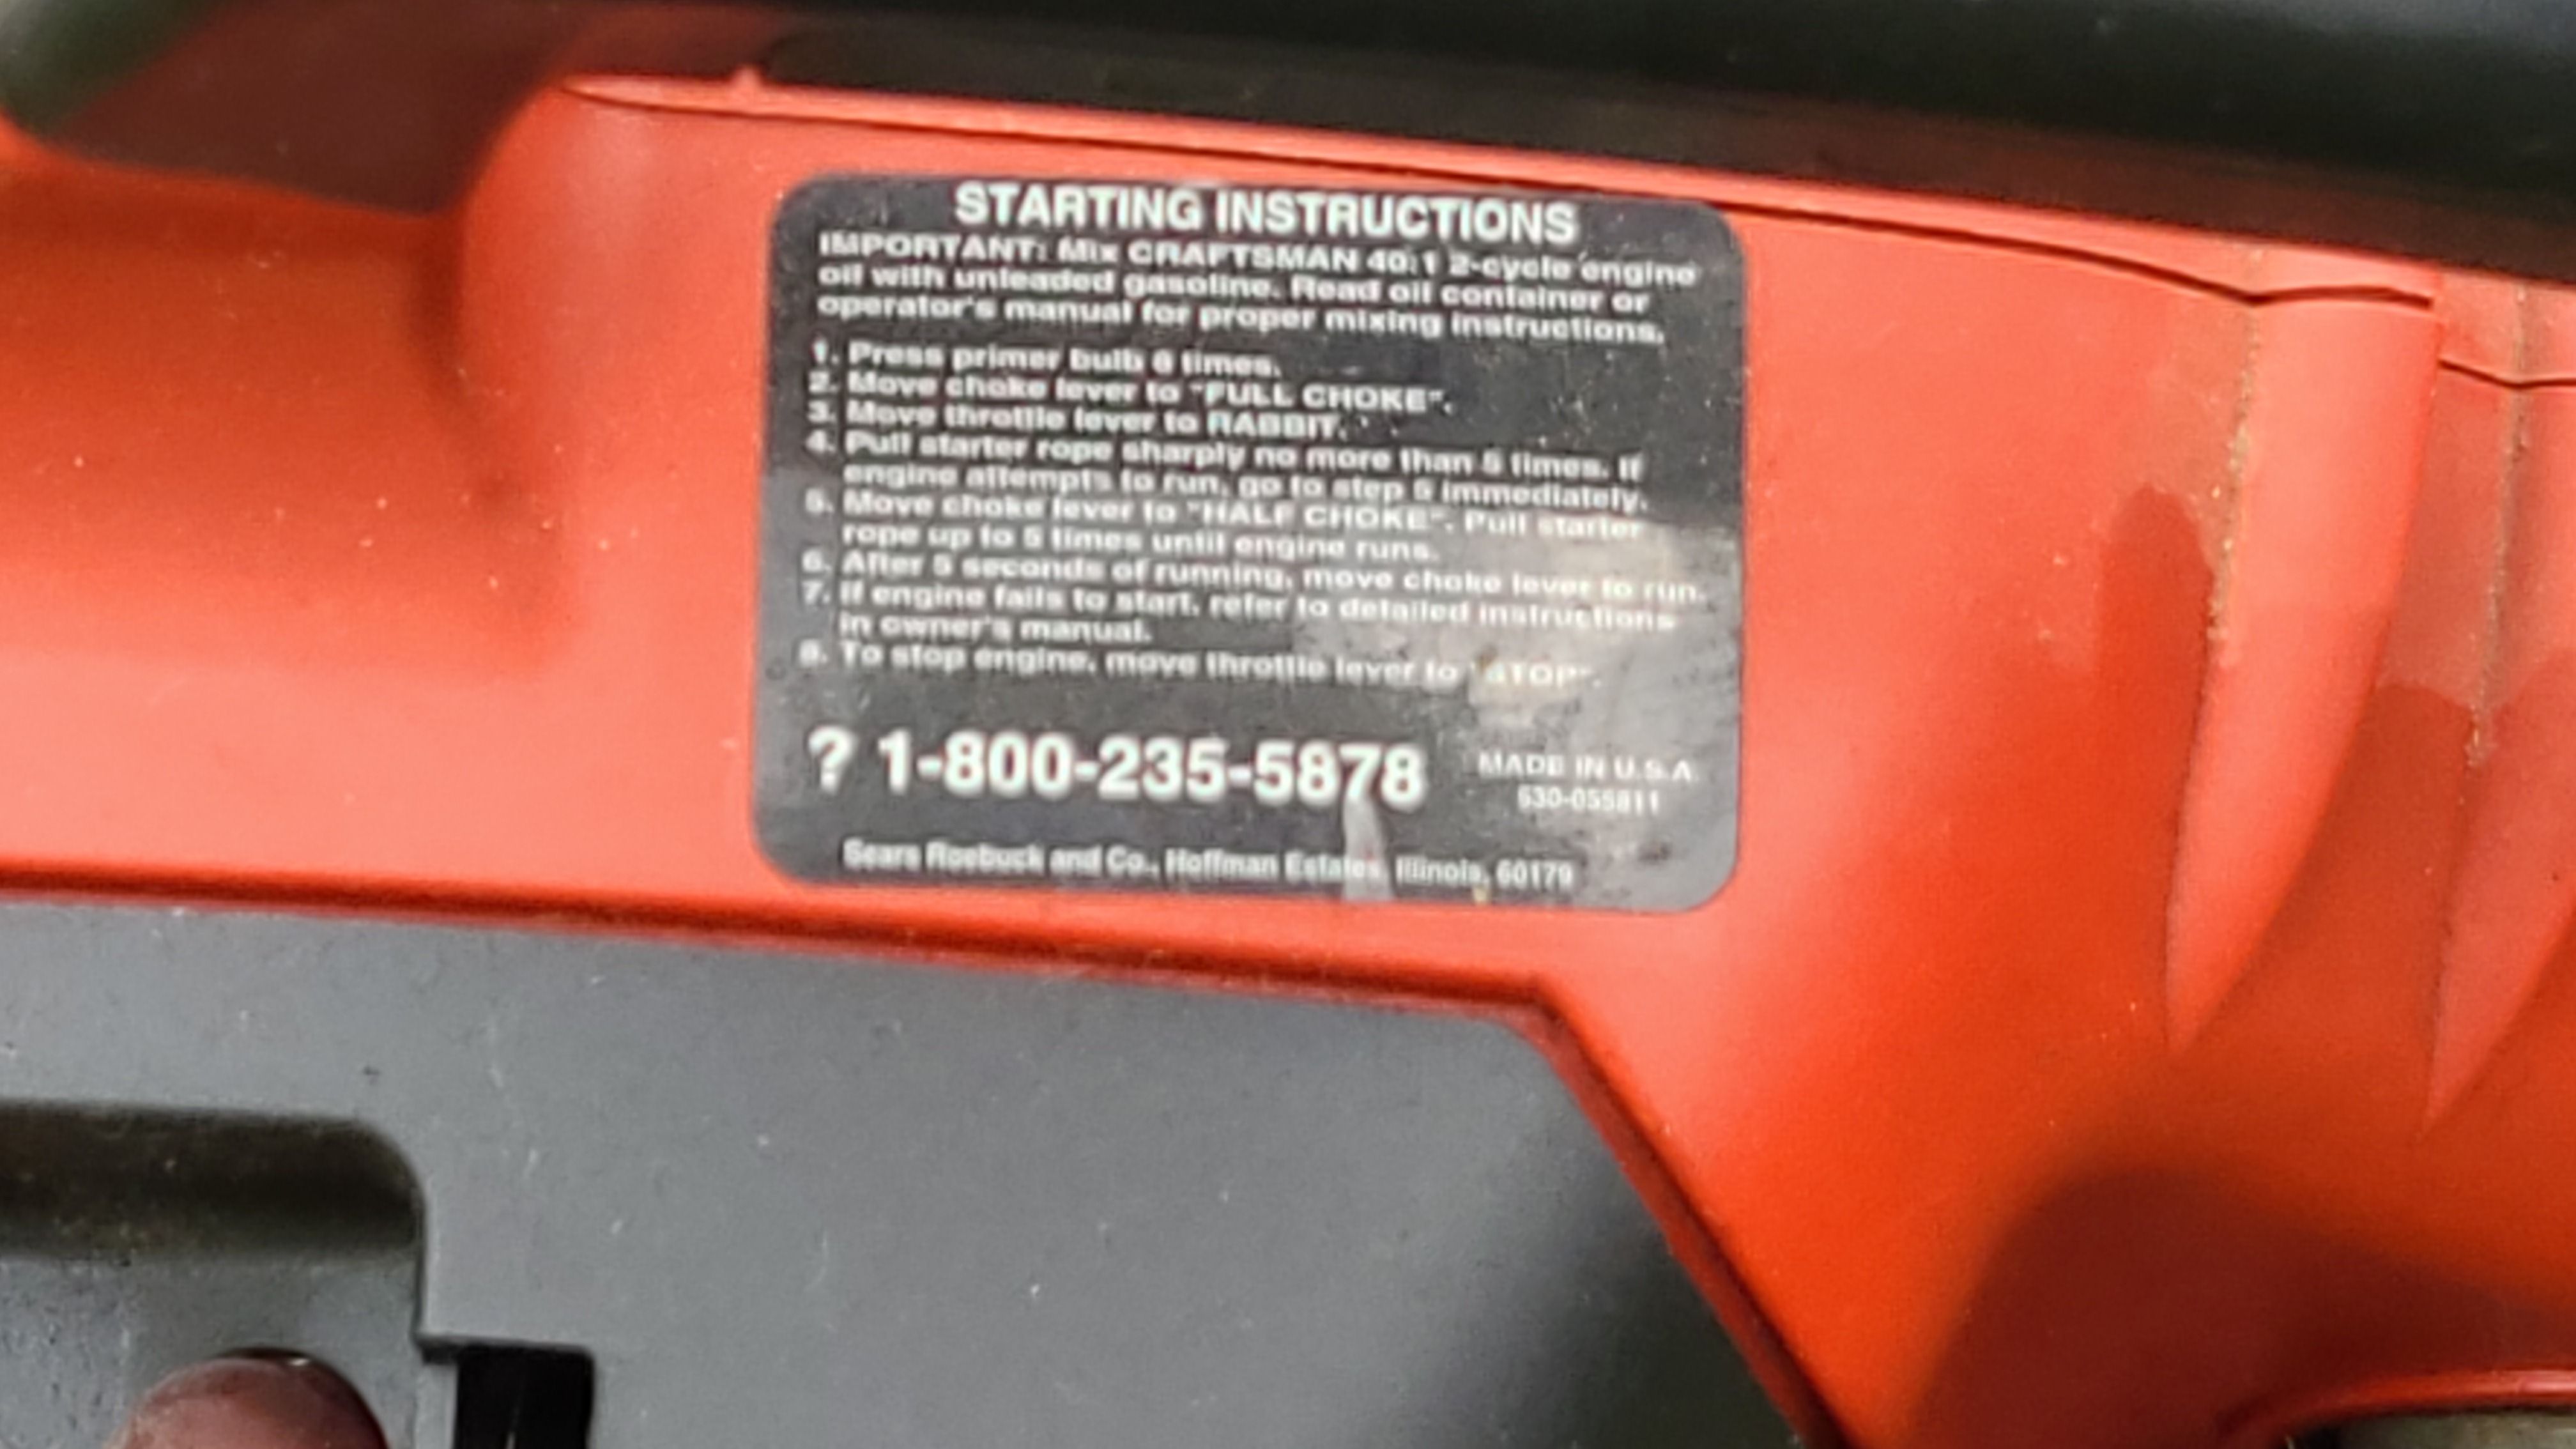 STARTING INSTRUCTIONS
IMPORTANT: Mix CRAFTSMAN 40:1 2-cycle engine
oil with unleaded gasoline. Read oil container or
operator's manual for proper mixing instructions.
1. Press primer bulb 6 times.
2. Move choke lever to "FULL CHOKE".
3. Move throttle lever to RABBIT.
4. Pull starter rope sharply no more than 5 times. If
engine attempts to run, go to step 5 immediately.
5. Move choke lever to "HALF CHOKE". Pull starter
rope up to 5 times until engine runs.
6. After 5 seconds of running, move choke lever to run.
7. If engine fails to start, refer to detailed instructions
in owner's manual.
8. To stop engine, move throttle lever to "STOP".
? 1-800-235-5878
MADE IN U.S.A.
530-055811
Sears Roebuck and Co., Hoffman Estates, Illinois, 60179